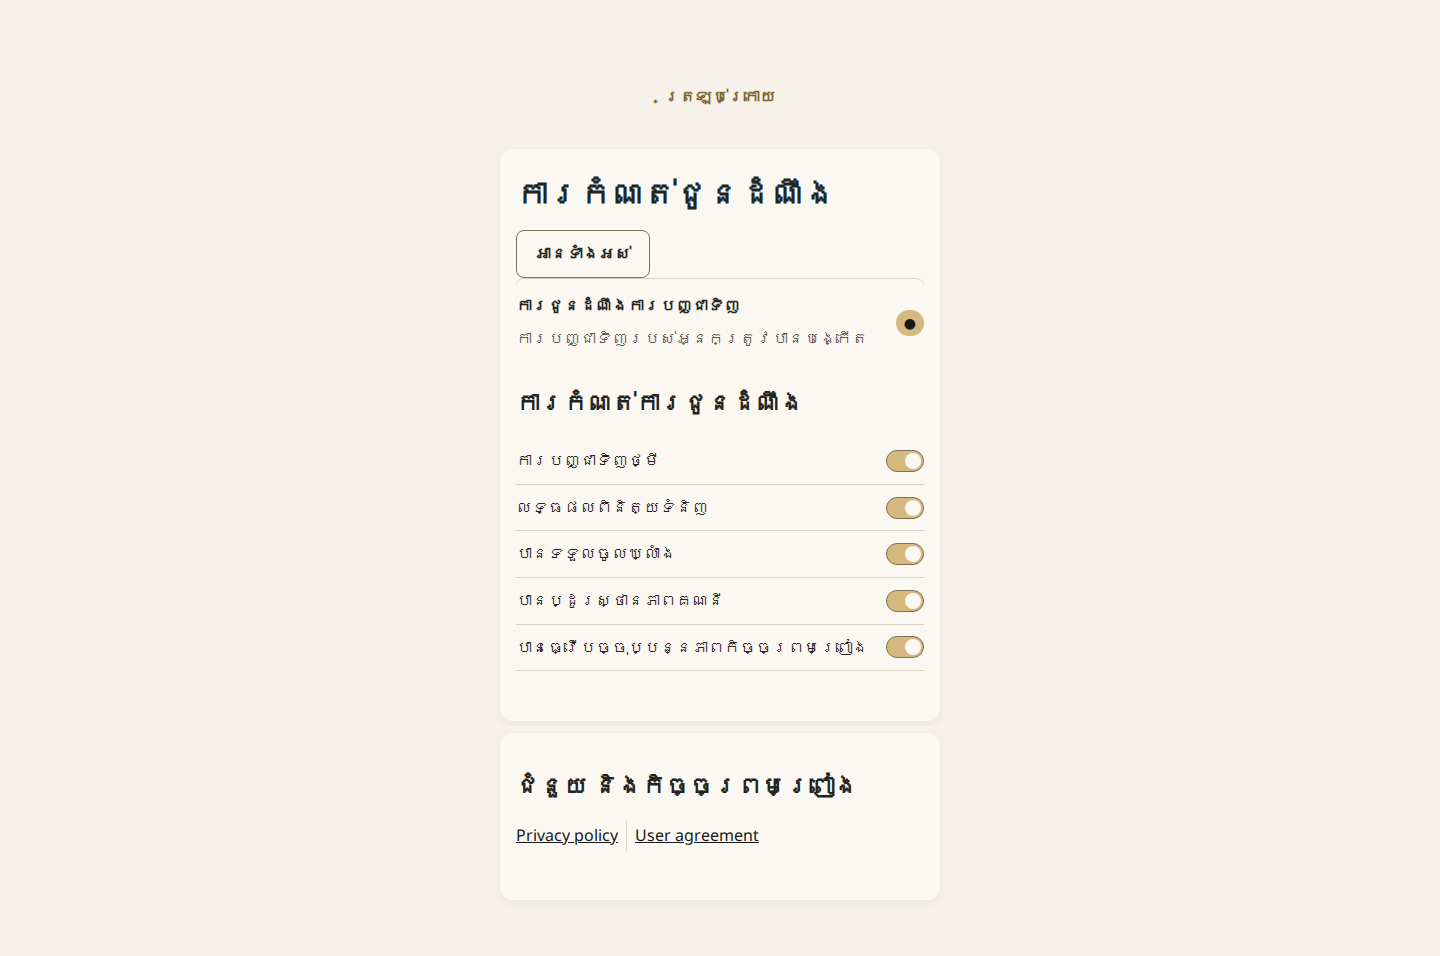 ត្រឡប់ក្រោយ
ការកំណត់ជូនដំណឹង
អានទាំងអស់
ការជូនដំណឹងការបញ្ជាទិញ
ការបញ្ជាទិញរបស់អ្នកត្រូវបានបង្កើត
ការកំណត់ការជូនដំណឹង
ការបញ្ជាទិញថ្មី
លទ្ធផលពិនិត្យទំនិញ
បានទទួលចូលឃ្លាំង
បានប្ដូរស្ថានភាពគណនី
បានធ្វើបច្ចុប្បន្នភាពកិច្ចព្រមព្រៀង
ជំនួយ និងកិច្ចព្រមព្រៀង
Privacy policy User agreement